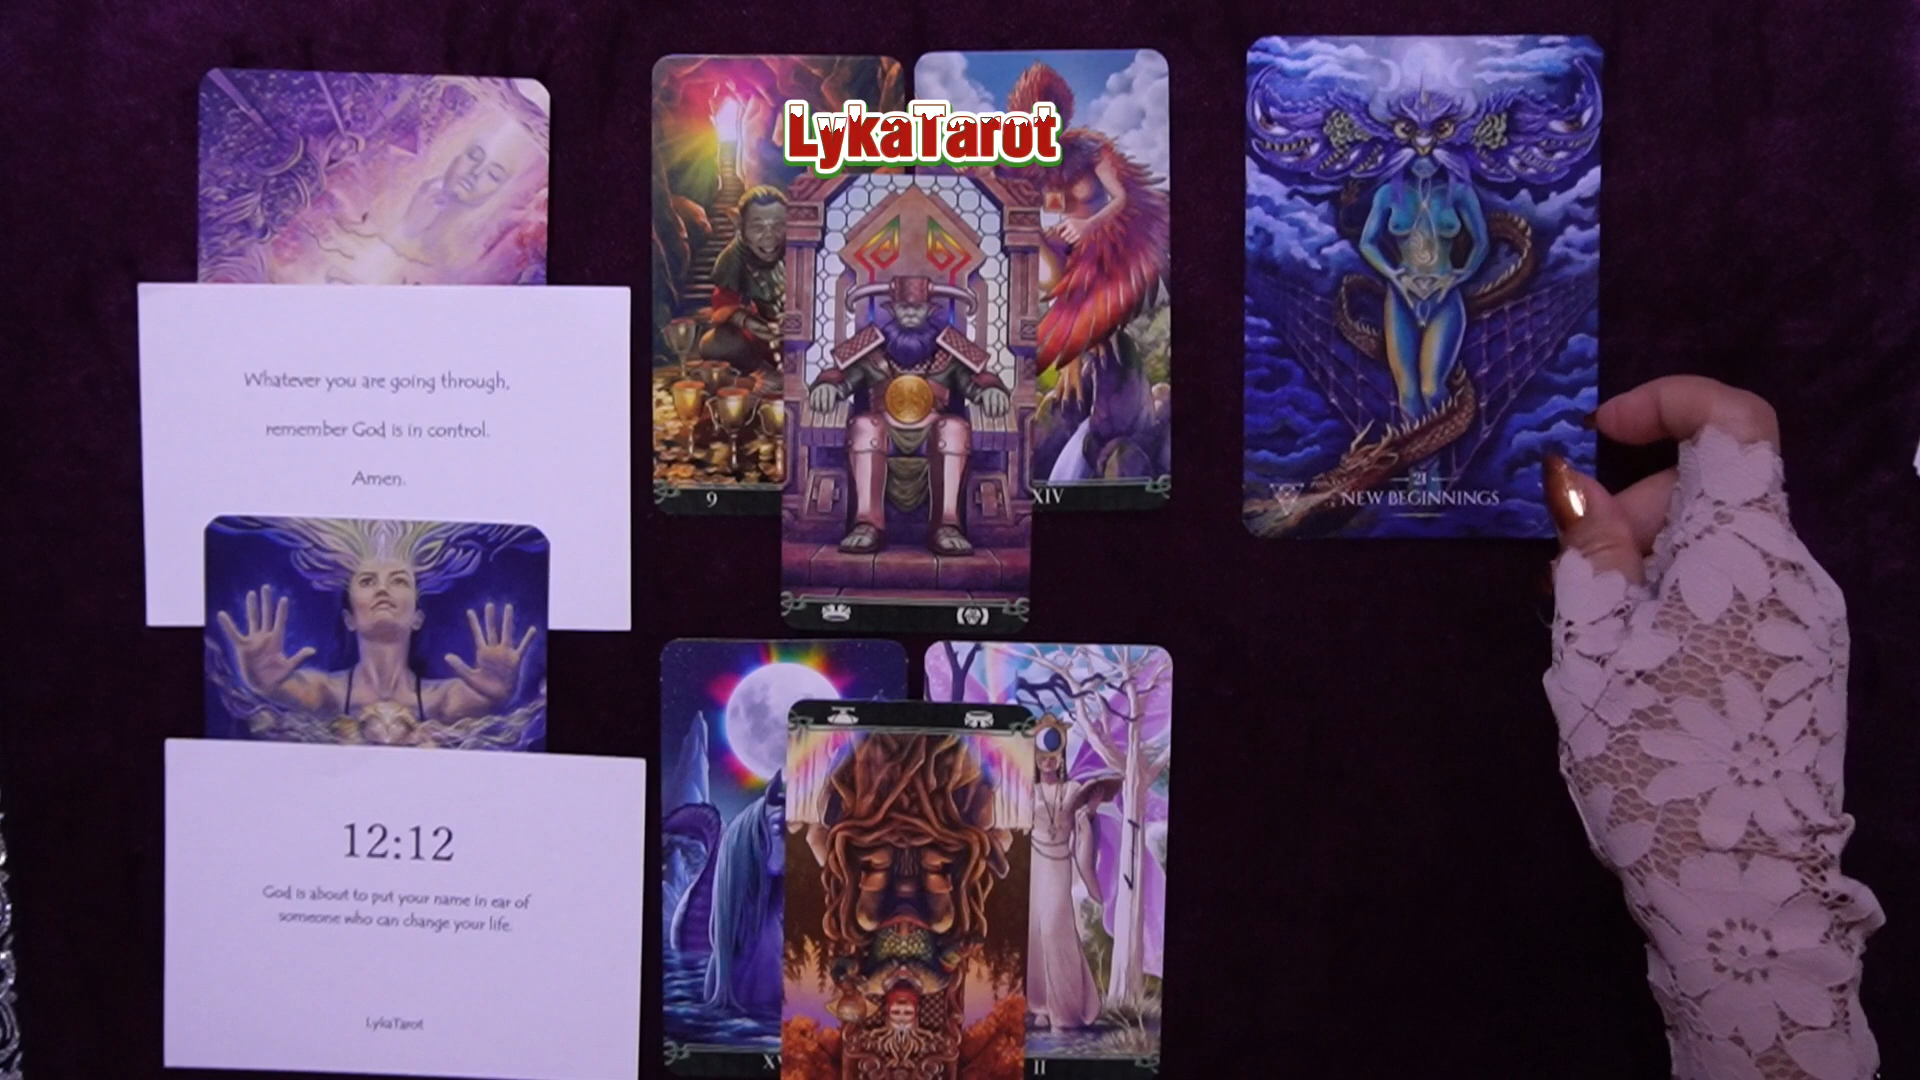 LykaTarot
Whatever you are going through,
remember God is in control.
Amen.
9
XIV
21
NEW BEGINNINGS
12:12
God is about to put your name in ear of
someone who can change your life.
LykaTarot
II